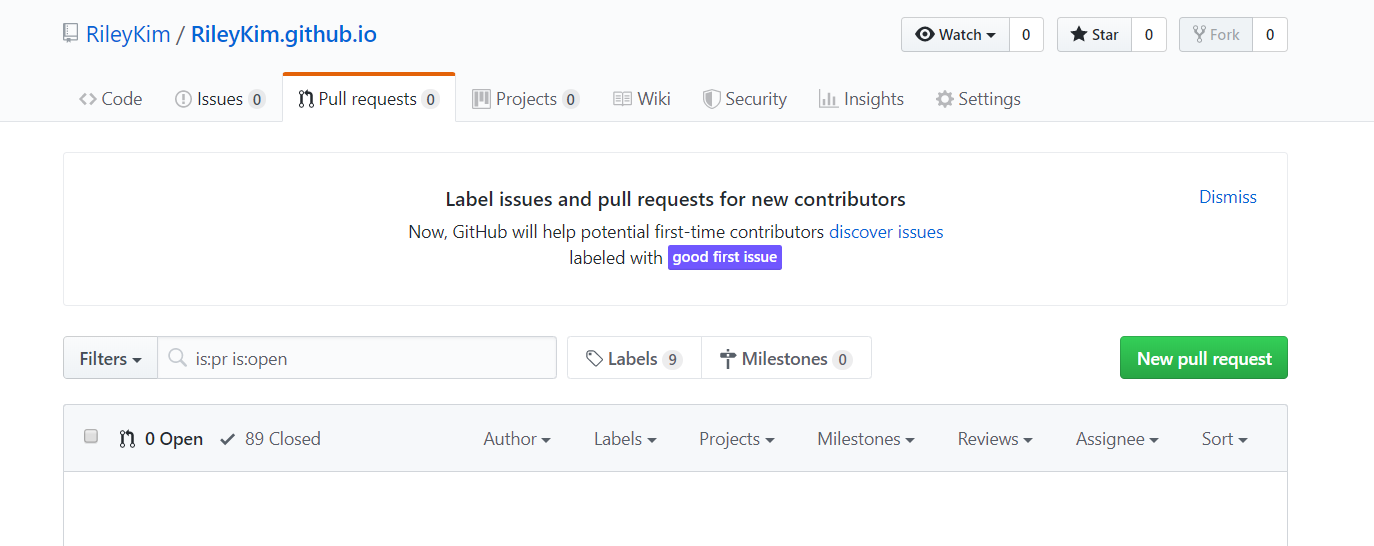 RileyKim / RileyKim.github.io
Watch 0 Star 0 Fork 0
Code Issues 0 Pull requests 0 Projects 0 Wiki Security Insights Settings
Label issues and pull requests for new contributors
Dismiss
Now, GitHub will help potential first-time contributors discover issues
labeled with good first issue
Filters is:pr is:open Labels 9 Milestones 0 New pull request
0 Open 89 Closed Author Labels Projects Milestones Reviews Assignee Sort